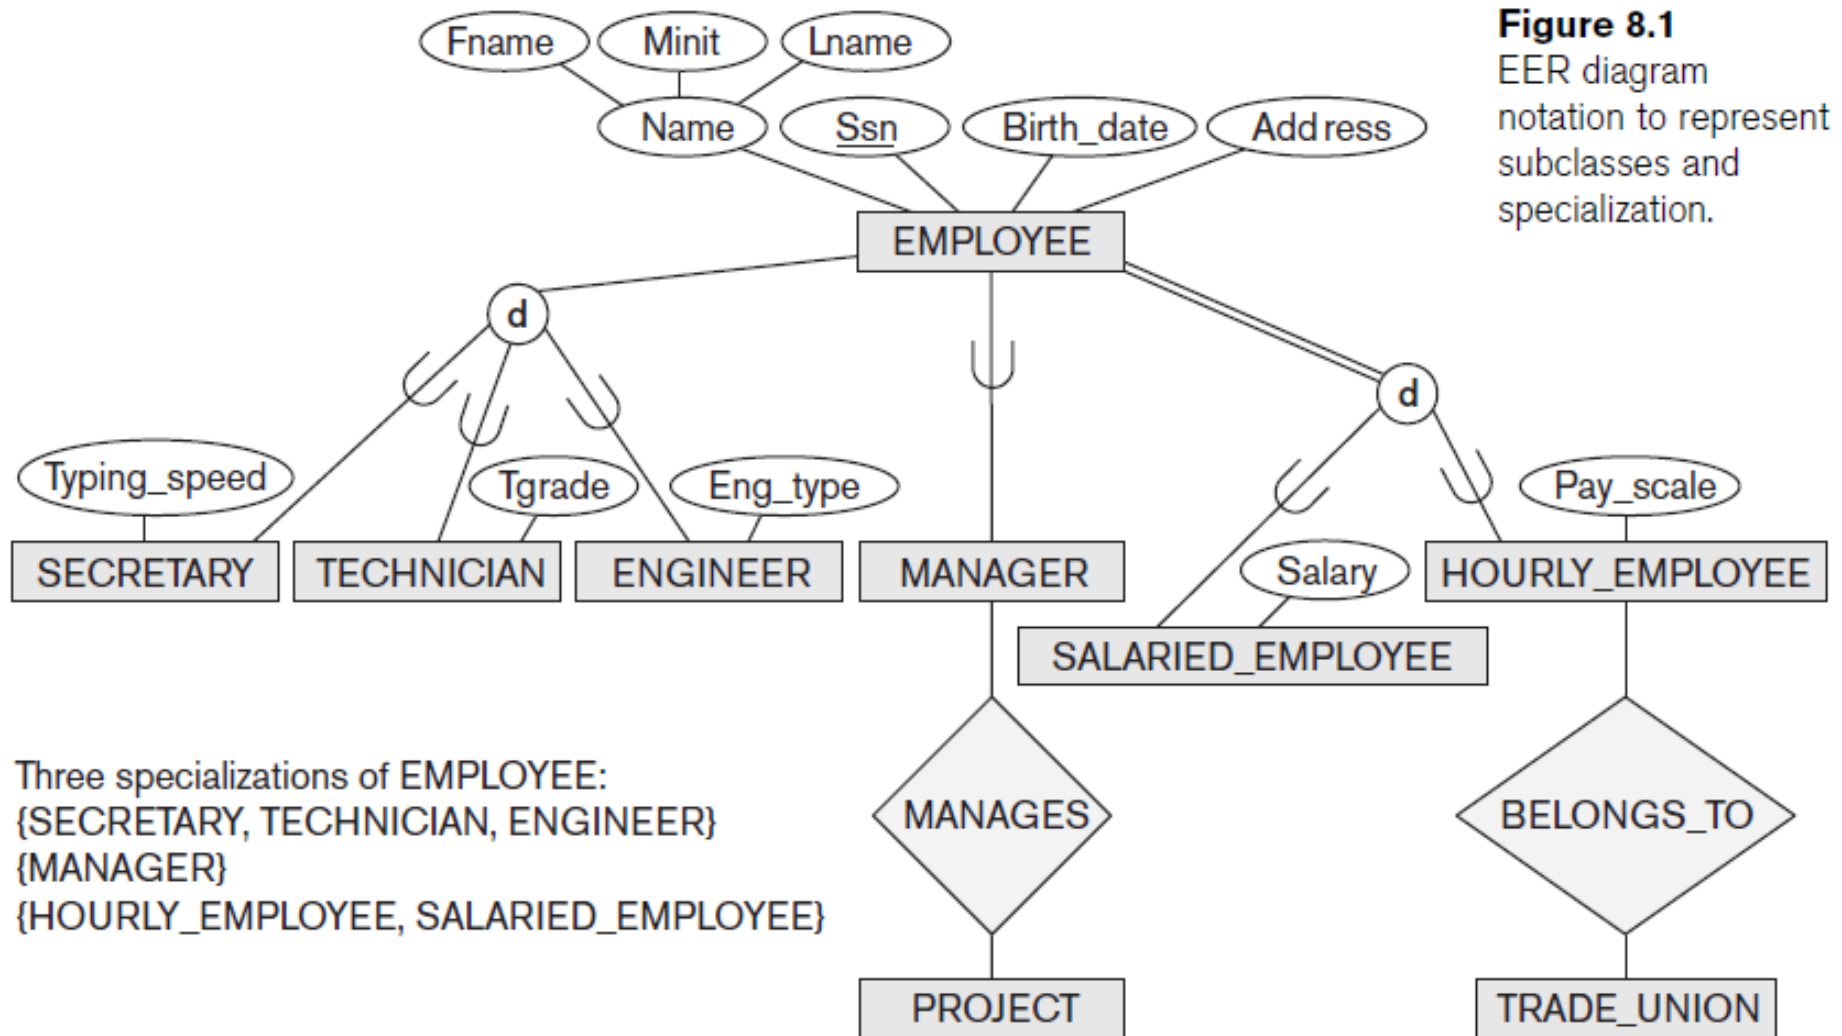 Figure 8.1
EER diagram
notation to represent
subclasses and
specialization.
Fname
Minit
Lname
Name
Ssn
Birth_date
Address
EMPLOYEE
d
d
Typing_speed
Tgrade
Eng_type
Pay_scale
SECRETARY
TECHNICIAN
ENGINEER
MANAGER
Salary
HOURLY_EMPLOYEE
SALARIED_EMPLOYEE
Three specializations of EMPLOYEE:
{SECRETARY, TECHNICIAN, ENGINEER}
{MANAGER}
{HOURLY_EMPLOYEE, SALARIED_EMPLOYEE}
MANAGES
BELONGS_TO
PROJECT
TRADE_UNION